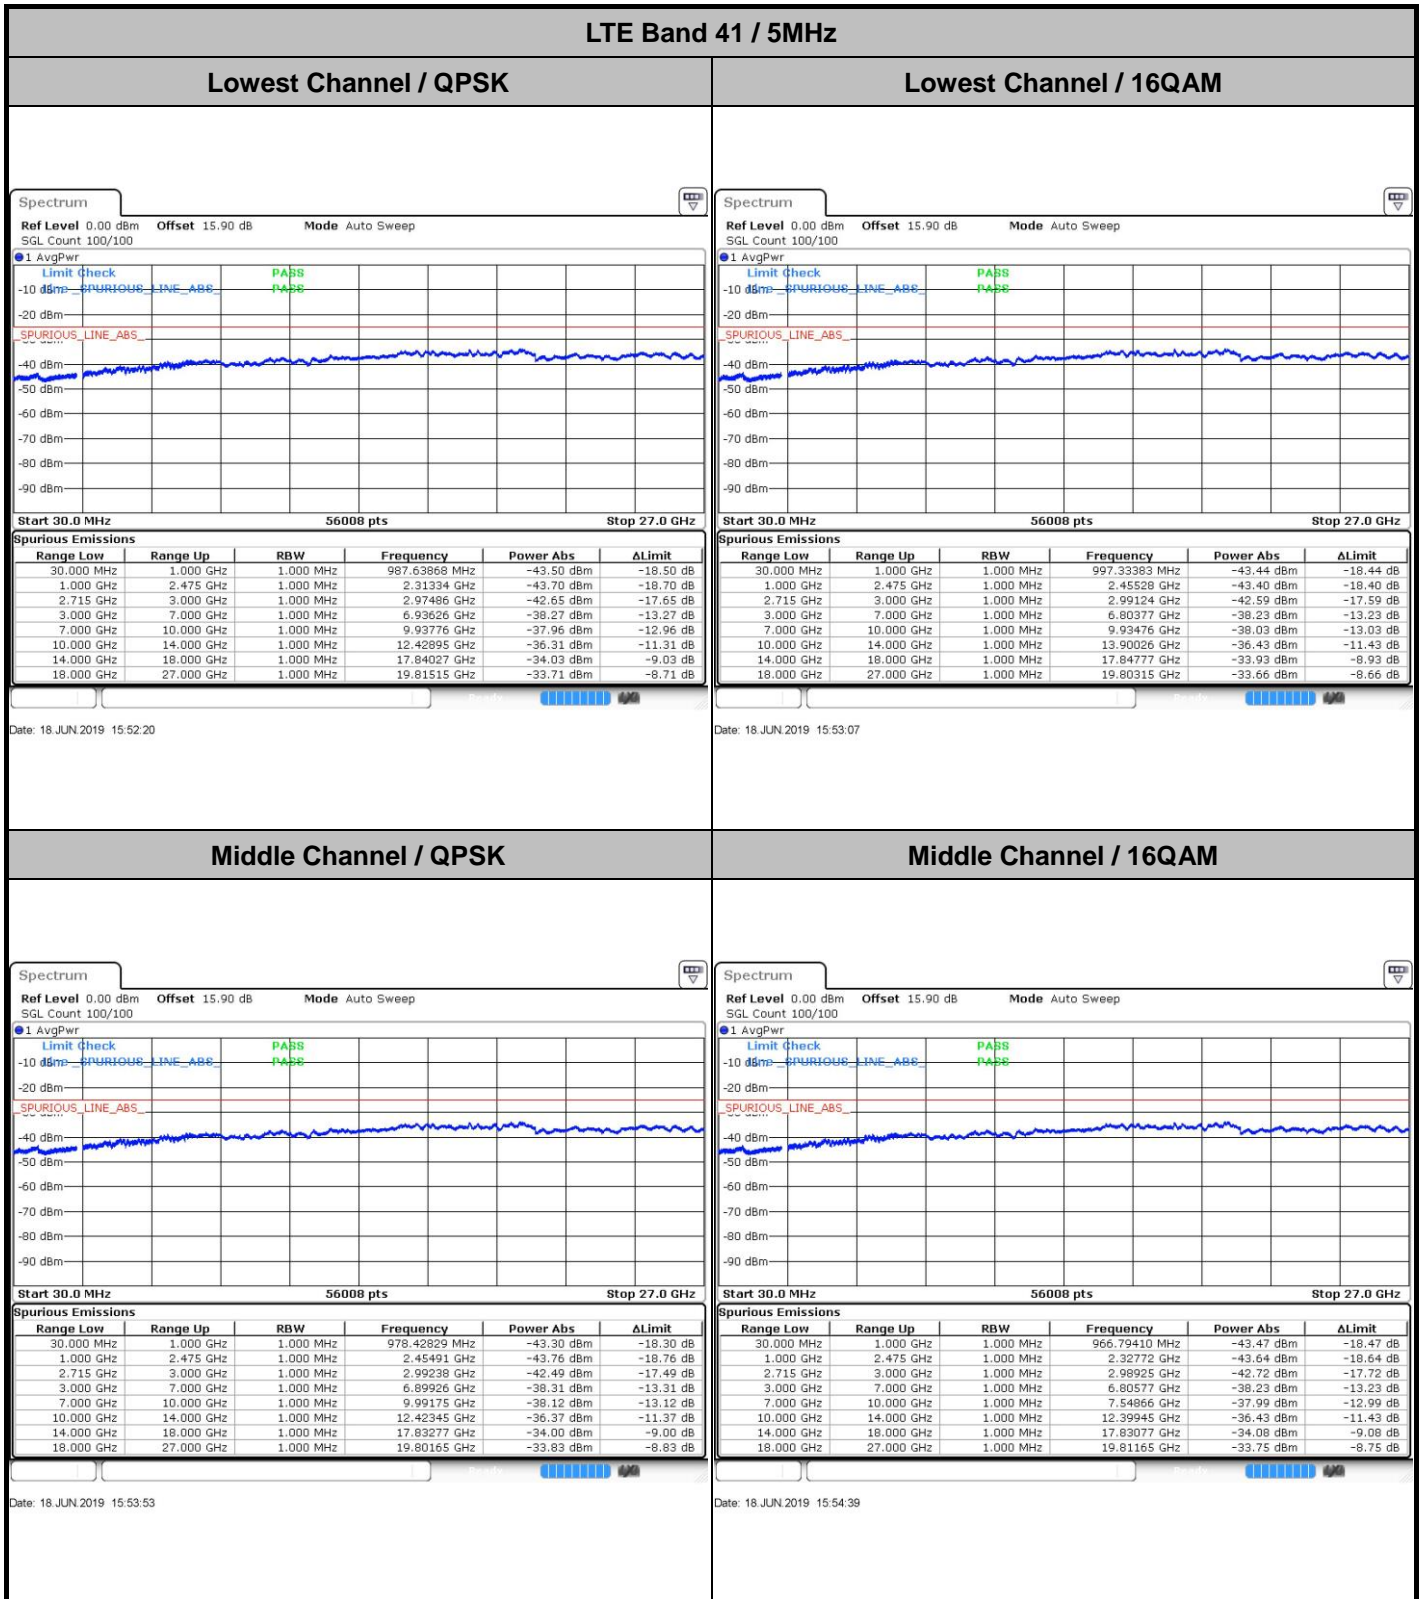 LTE Band 41 / 5MHz
Lowest Channel / QPSK
Lowest Channel / 16QAM
Spectrum
Ref Level 0.00 dBm Offset 15.90 dB Mode Auto Sweep
SGL Count 100/100
1 AvgPwr
Limit Check PASS
Line _SPURIOUS_LINE_ABS_ PASS
-10 dBm
-20 dBm
_SPURIOUS_LINE_ABS_
-40 dBm
-50 dBm
-60 dBm
-70 dBm
-80 dBm
-90 dBm
Start 30.0 MHz 56008 pts Stop 27.0 GHz
Spurious Emissions
Range Low Range Up RBW Frequency Power Abs ΔLimit
30.000 MHz 1.000 GHz 1.000 MHz 987.63868 MHz -43.50 dBm -18.50 dB
1.000 GHz 2.475 GHz 1.000 MHz 2.31334 GHz -43.70 dBm -18.70 dB
2.715 GHz 3.000 GHz 1.000 MHz 2.97486 GHz -42.65 dBm -17.65 dB
3.000 GHz 7.000 GHz 1.000 MHz 6.93626 GHz -38.27 dBm -13.27 dB
7.000 GHz 10.000 GHz 1.000 MHz 9.93776 GHz -37.96 dBm -12.96 dB
10.000 GHz 14.000 GHz 1.000 MHz 12.42895 GHz -36.31 dBm -11.31 dB
14.000 GHz 18.000 GHz 1.000 MHz 17.84027 GHz -34.03 dBm -9.03 dB
18.000 GHz 27.000 GHz 1.000 MHz 19.81515 GHz -33.71 dBm -8.71 dB
Date: 18.JUN.2019 15:52:20
Spectrum
Ref Level 0.00 dBm Offset 15.90 dB Mode Auto Sweep
SGL Count 100/100
1 AvgPwr
Limit Check PASS
Line _SPURIOUS_LINE_ABS_ PASS
-10 dBm
-20 dBm
_SPURIOUS_LINE_ABS_
-40 dBm
-50 dBm
-60 dBm
-70 dBm
-80 dBm
-90 dBm
Start 30.0 MHz 56008 pts Stop 27.0 GHz
Spurious Emissions
Range Low Range Up RBW Frequency Power Abs ΔLimit
30.000 MHz 1.000 GHz 1.000 MHz 997.33383 MHz -43.44 dBm -18.44 dB
1.000 GHz 2.475 GHz 1.000 MHz 2.45528 GHz -43.40 dBm -18.40 dB
2.715 GHz 3.000 GHz 1.000 MHz 2.99124 GHz -42.59 dBm -17.59 dB
3.000 GHz 7.000 GHz 1.000 MHz 6.80377 GHz -38.23 dBm -13.23 dB
7.000 GHz 10.000 GHz 1.000 MHz 9.93476 GHz -38.03 dBm -13.03 dB
10.000 GHz 14.000 GHz 1.000 MHz 13.90026 GHz -36.43 dBm -11.43 dB
14.000 GHz 18.000 GHz 1.000 MHz 17.84777 GHz -33.93 dBm -8.93 dB
18.000 GHz 27.000 GHz 1.000 MHz 19.80315 GHz -33.66 dBm -8.66 dB
Date: 18.JUN.2019 15:53:07
Middle Channel / QPSK
Middle Channel / 16QAM
Spectrum
Ref Level 0.00 dBm Offset 15.90 dB Mode Auto Sweep
SGL Count 100/100
1 AvgPwr
Limit Check PASS
Line _SPURIOUS_LINE_ABS_ PASS
-10 dBm
-20 dBm
_SPURIOUS_LINE_ABS_
-40 dBm
-50 dBm
-60 dBm
-70 dBm
-80 dBm
-90 dBm
Start 30.0 MHz 56008 pts Stop 27.0 GHz
Spurious Emissions
Range Low Range Up RBW Frequency Power Abs ΔLimit
30.000 MHz 1.000 GHz 1.000 MHz 978.42829 MHz -43.30 dBm -18.30 dB
1.000 GHz 2.475 GHz 1.000 MHz 2.45491 GHz -43.76 dBm -18.76 dB
2.715 GHz 3.000 GHz 1.000 MHz 2.99238 GHz -42.49 dBm -17.49 dB
3.000 GHz 7.000 GHz 1.000 MHz 6.89926 GHz -38.31 dBm -13.31 dB
7.000 GHz 10.000 GHz 1.000 MHz 9.99175 GHz -38.12 dBm -13.12 dB
10.000 GHz 14.000 GHz 1.000 MHz 12.42345 GHz -36.37 dBm -11.37 dB
14.000 GHz 18.000 GHz 1.000 MHz 17.83277 GHz -34.00 dBm -9.00 dB
18.000 GHz 27.000 GHz 1.000 MHz 19.80165 GHz -33.83 dBm -8.83 dB
Date: 18.JUN.2019 15:53:53
Spectrum
Ref Level 0.00 dBm Offset 15.90 dB Mode Auto Sweep
SGL Count 100/100
1 AvgPwr
Limit Check PASS
Line _SPURIOUS_LINE_ABS_ PASS
-10 dBm
-20 dBm
_SPURIOUS_LINE_ABS_
-40 dBm
-50 dBm
-60 dBm
-70 dBm
-80 dBm
-90 dBm
Start 30.0 MHz 56008 pts Stop 27.0 GHz
Spurious Emissions
Range Low Range Up RBW Frequency Power Abs ΔLimit
30.000 MHz 1.000 GHz 1.000 MHz 966.79410 MHz -43.47 dBm -18.47 dB
1.000 GHz 2.475 GHz 1.000 MHz 2.32772 GHz -43.64 dBm -18.64 dB
2.715 GHz 3.000 GHz 1.000 MHz 2.98925 GHz -42.72 dBm -17.72 dB
3.000 GHz 7.000 GHz 1.000 MHz 6.80577 GHz -38.23 dBm -13.23 dB
7.000 GHz 10.000 GHz 1.000 MHz 7.54866 GHz -37.99 dBm -12.99 dB
10.000 GHz 14.000 GHz 1.000 MHz 12.39945 GHz -36.43 dBm -11.43 dB
14.000 GHz 18.000 GHz 1.000 MHz 17.83077 GHz -34.08 dBm -9.08 dB
18.000 GHz 27.000 GHz 1.000 MHz 19.81165 GHz -33.75 dBm -8.75 dB
Date: 18.JUN.2019 15:54:39